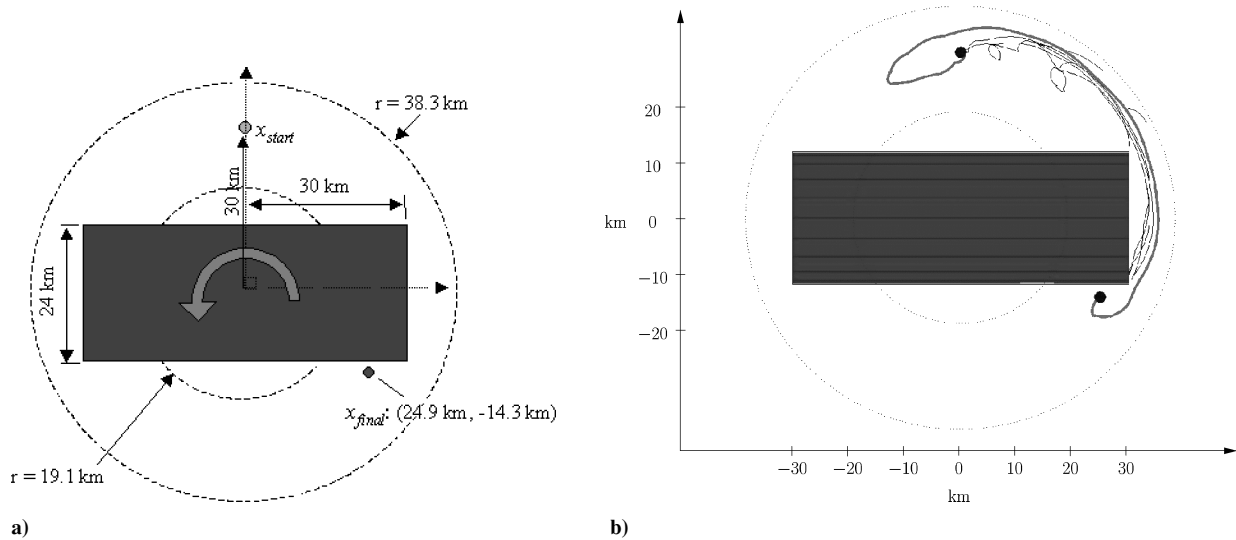 r = 38.3 km
x_start
30 km
30 km
24 km
x_final: (24.9 km, -14.3 km)
r = 19.1 km
a)
20
10
km 0
−10
−20
−30 −20 −10 0 10 20 30
km
b)